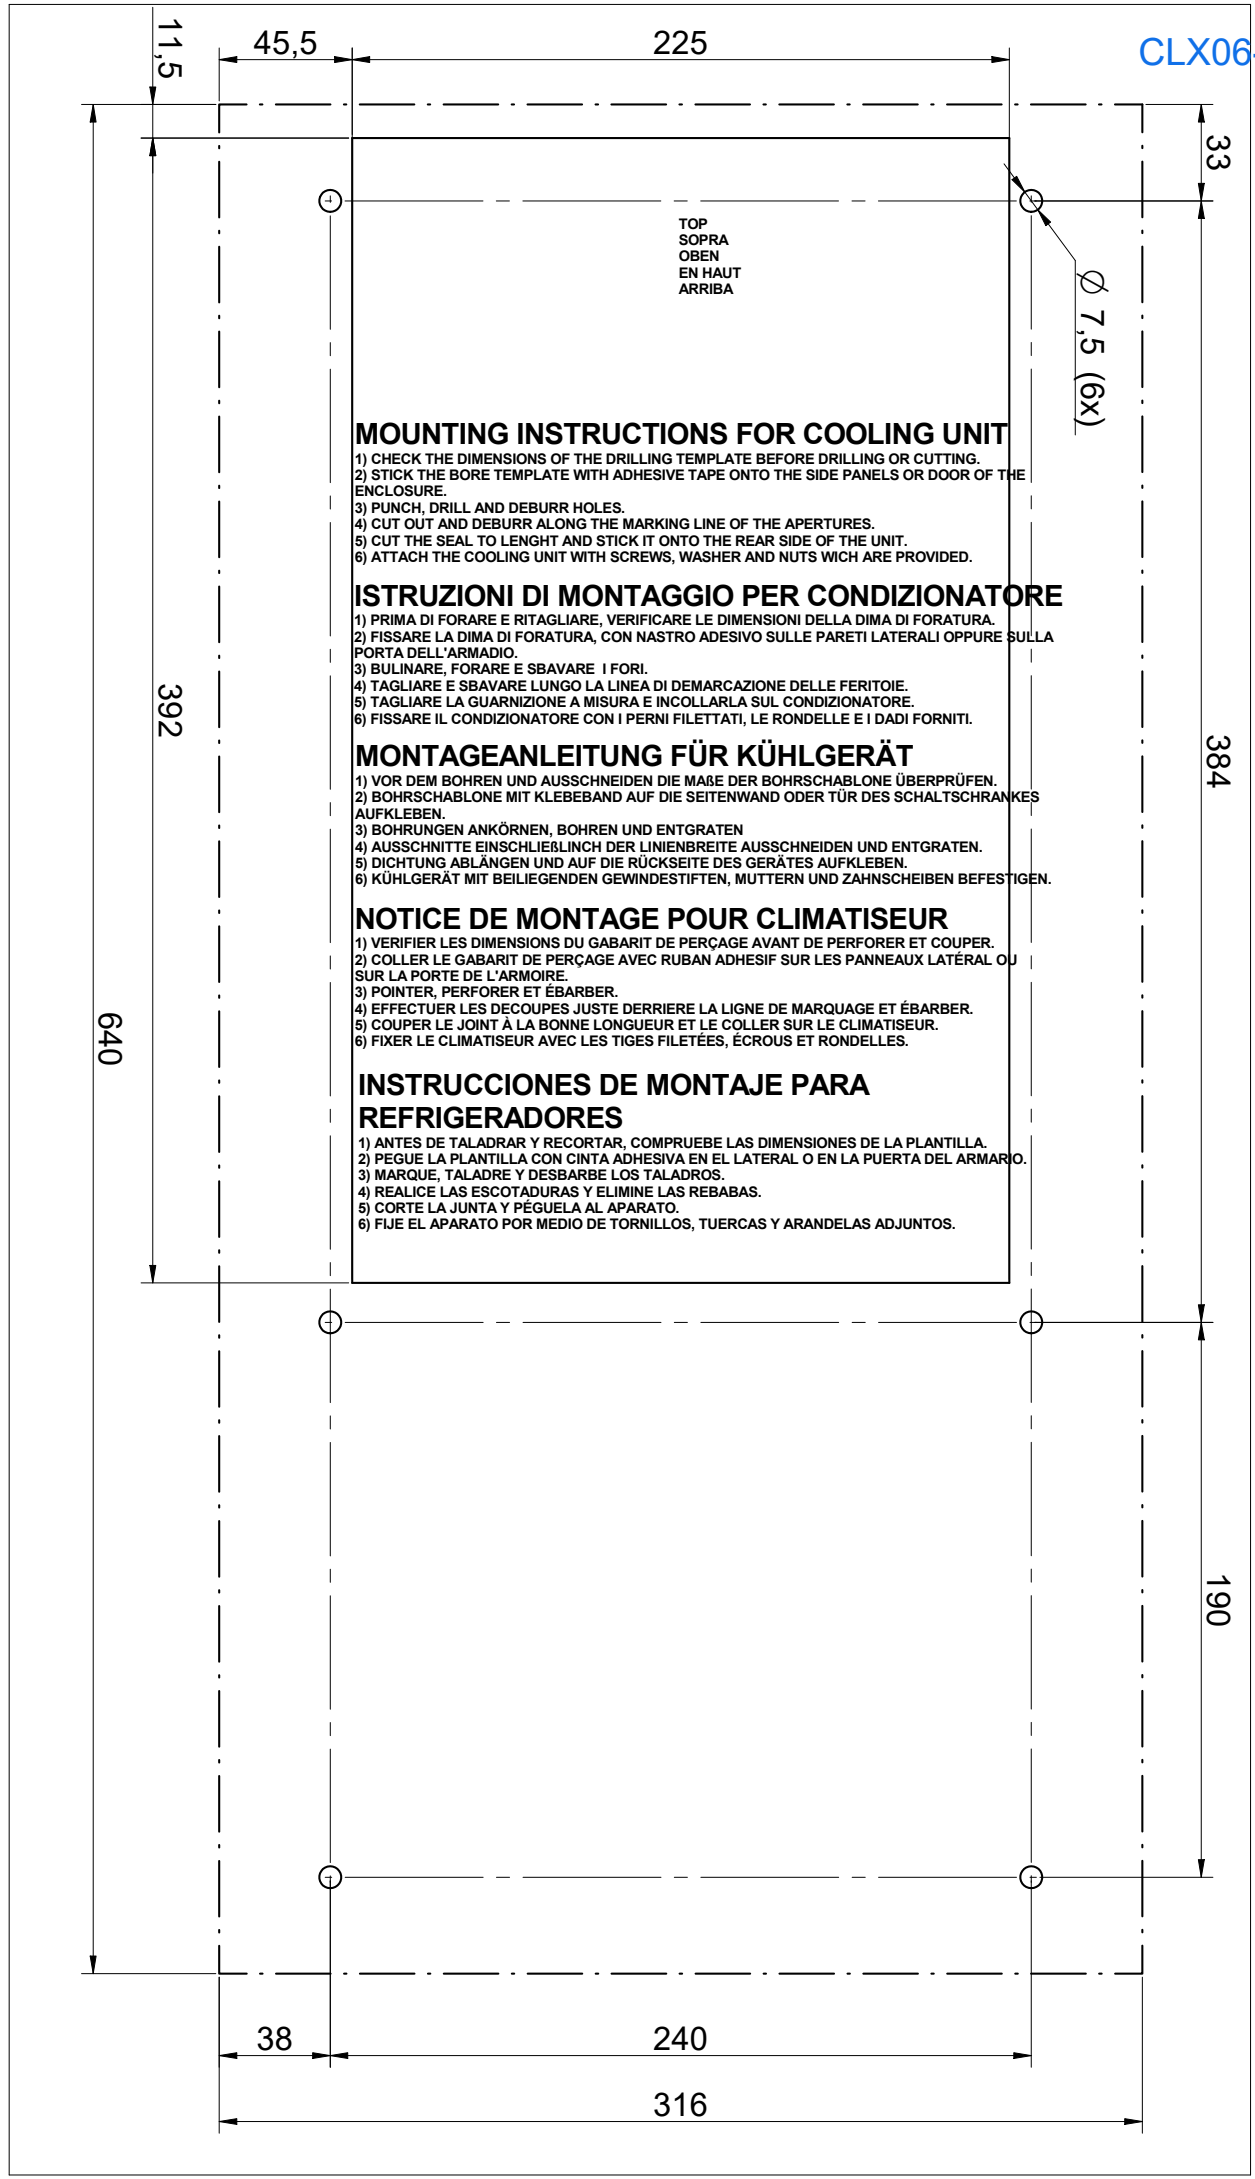 11,5
45,5
225
CLX06
33
TOP
SOPRA
OBEN
EN HAUT
ARRIBA
Ø 7,5 (6x)
MOUNTING INSTRUCTIONS FOR COOLING UNIT
1) CHECK THE DIMENSIONS OF THE DRILLING TEMPLATE BEFORE DRILLING OR CUTTING.
2) STICK THE BORE TEMPLATE WITH ADHESIVE TAPE ONTO THE SIDE PANELS OR DOOR OF THE
ENCLOSURE.
3) PUNCH, DRILL AND DEBURR HOLES.
4) CUT OUT AND DEBURR ALONG THE MARKING LINE OF THE APERTURES.
5) CUT THE SEAL TO LENGHT AND STICK IT ONTO THE REAR SIDE OF THE UNIT.
6) ATTACH THE COOLING UNIT WITH SCREWS, WASHER AND NUTS WICH ARE PROVIDED.
ISTRUZIONI DI MONTAGGIO PER CONDIZIONATORE
1) PRIMA DI FORARE E RITAGLIARE, VERIFICARE LE DIMENSIONI DELLA DIMA DI FORATURA.
2) FISSARE LA DIMA DI FORATURA, CON NASTRO ADESIVO SULLE PARETI LATERALI OPPURE SULLA
PORTA DELL'ARMADIO.
3) BULINARE, FORARE E SBAVARE  I FORI.
4) TAGLIARE E SBAVARE LUNGO LA LINEA DI DEMARCAZIONE DELLE FERITOIE.
5) TAGLIARE LA GUARNIZIONE A MISURA E INCOLLARLA SUL CONDIZIONATORE.
6) FISSARE IL CONDIZIONATORE CON I PERNI FILETTATI, LE RONDELLE E I DADI FORNITI.
392
384
MONTAGEANLEITUNG FÜR KÜHLGERÄT
1) VOR DEM BOHREN UND AUSSCHNEIDEN DIE MAßE DER BOHRSCHABLONE ÜBERPRÜFEN.
2) BOHRSCHABLONE MIT KLEBEBAND AUF DIE SEITENWAND ODER TÜR DES SCHALTSCHRANKES
AUFKLEBEN.
3) BOHRUNGEN ANKÖRNEN, BOHREN UND ENTGRATEN
4) AUSSCHNITTE EINSCHLIEßLINCH DER LINIENBREITE AUSSCHNEIDEN UND ENTGRATEN.
5) DICHTUNG ABLÄNGEN UND AUF DIE RÜCKSEITE DES GERÄTES AUFKLEBEN.
6) KÜHLGERÄT MIT BEILIEGENDEN GEWINDESTIFTEN, MUTTERN UND ZAHNSCHEIBEN BEFESTIGEN.
NOTICE DE MONTAGE POUR CLIMATISEUR
1) VERIFIER LES DIMENSIONS DU GABARIT DE PERÇAGE AVANT DE PERFORER ET COUPER.
2) COLLER LE GABARIT DE PERÇAGE AVEC RUBAN ADHESIF SUR LES PANNEAUX LATÉRAL OU
SUR LA PORTE DE L'ARMOIRE.
3) POINTER, PERFORER ET ÉBARBER.
4) EFFECTUER LES DECOUPES JUSTE DERRIERE LA LIGNE DE MARQUAGE ET ÉBARBER.
5) COUPER LE JOINT À LA BONNE LONGUEUR ET LE COLLER SUR LE CLIMATISEUR.
6) FIXER LE CLIMATISEUR AVEC LES TIGES FILETÉES, ÉCROUS ET RONDELLES.
640
INSTRUCCIONES DE MONTAJE PARA
REFRIGERADORES
1) ANTES DE TALADRAR Y RECORTAR, COMPRUEBE LAS DIMENSIONES DE LA PLANTILLA.
2) PEGUE LA PLANTILLA CON CINTA ADHESIVA EN EL LATERAL O EN LA PUERTA DEL ARMARIO.
3) MARQUE, TALADRE Y DESBARBE LOS TALADROS.
4) REALICE LAS ESCOTADURAS Y ELIMINE LAS REBABAS.
5) CORTE LA JUNTA Y PÉGUELA AL APARATO.
6) FIJE EL APARATO POR MEDIO DE TORNILLOS, TUERCAS Y ARANDELAS ADJUNTOS.
190
38
240
316